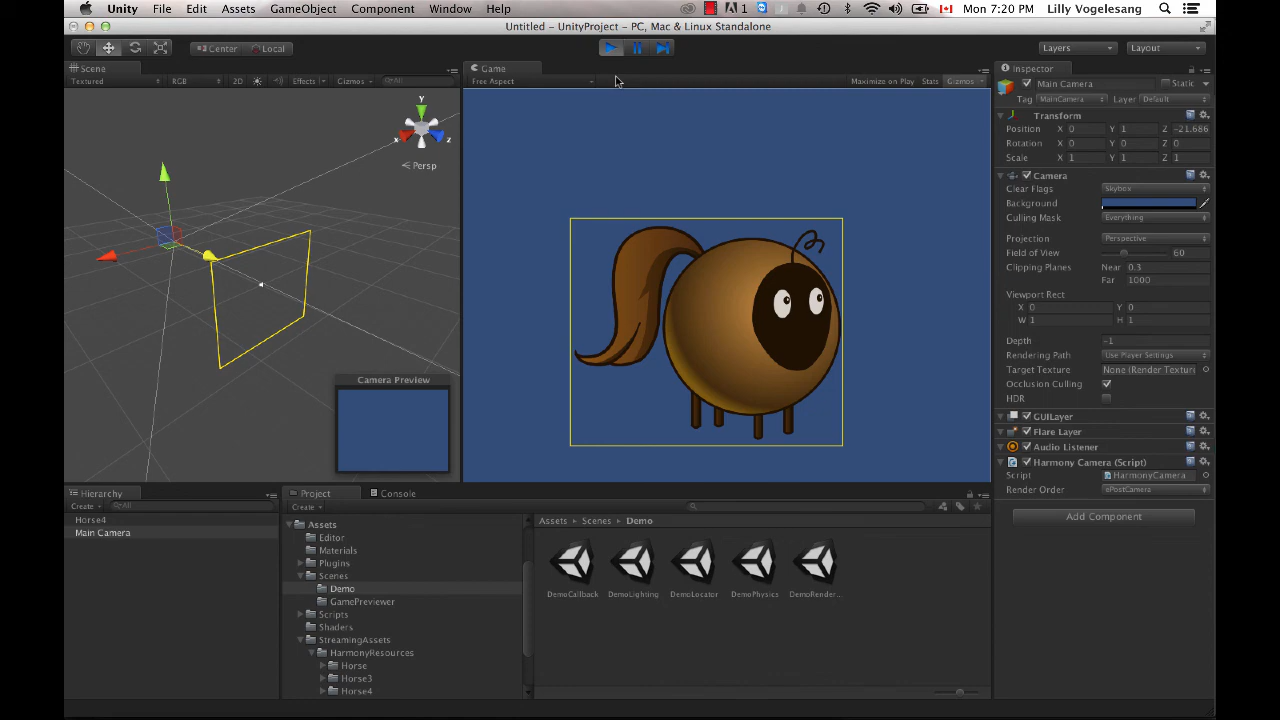 Unity File Edit Assets GameObject Component Window Help 1 Mon 7:20 PM Lilly Vogelesang
Untitled – UnityProject – PC, Mac & Linux Standalone
Center Local Layers Layout
Scene
Textured RGB 2D Effects Gizmos All
Y
x z
Persp
Camera Preview
Game
Free Aspect Maximize on Play Stats Gizmos
Inspector
Main Camera Static
Tag MainCamera Layer Default
Transform
Position X 0 Y 1 Z -21.686
Rotation X 0 Y 0 Z 0
Scale X 1 Y 1 Z 1
Camera
Clear Flags Skybox
Background
Culling Mask Everything
Projection Perspective
Field of View 60
Clipping Planes Near 0.3
Far 1000
Viewport Rect
X 0 Y 0
W 1 H 1
Depth -1
Rendering Path Use Player Settings
Target Texture None (Render Textur
Occlusion Culling
HDR
GUILayer
Flare Layer
Audio Listener
Harmony Camera (Script)
Script HarmonyCamera
Render Order ePostCamera
Add Component
Hierarchy
Create All
Horse4
Main Camera
Project Console
Create
Assets
Editor
Materials
Plugins
Scenes
Demo
GamePreviewer
Scripts
Shaders
StreamingAssets
HarmonyResources
Horse
Horse3
Horse4
Assets Scenes Demo
DemoCallback DemoLighting DemoLocator DemoPhysics DemoRender...